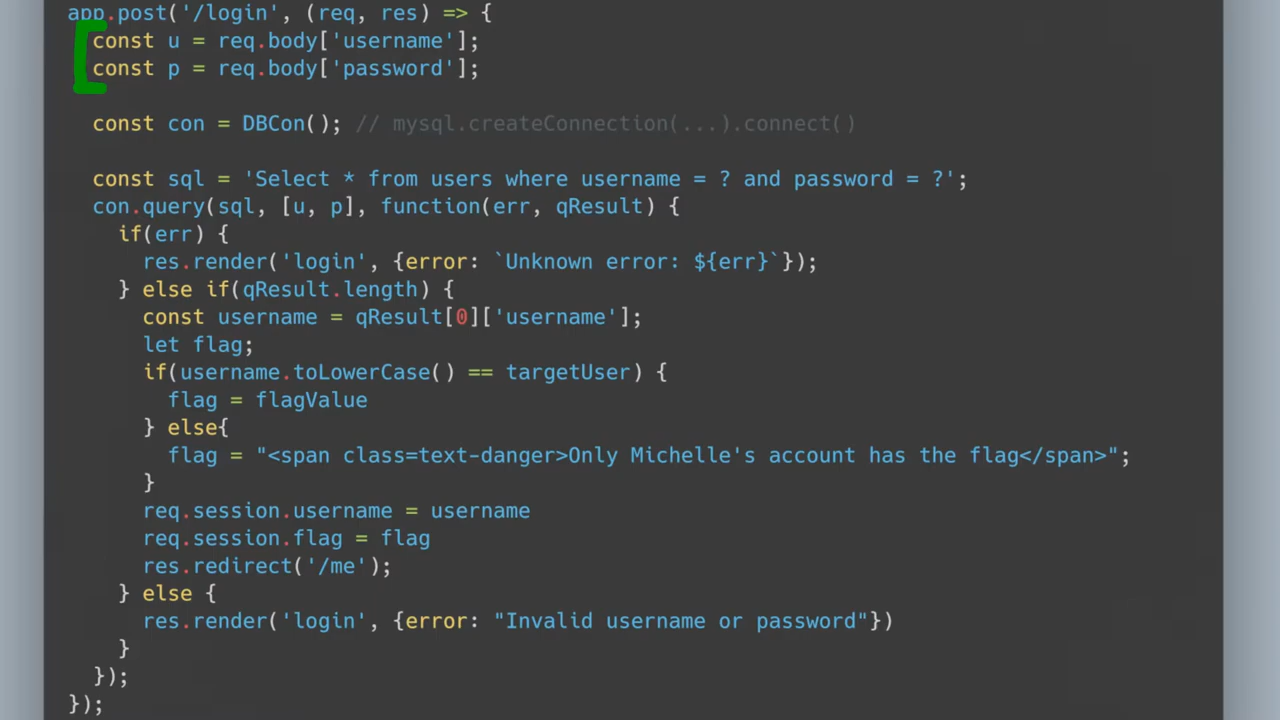 app.post('/login', (req, res) => {
const u = req.body['username'];
const p = req.body['password'];
const con = DBCon(); // mysql.createConnection(...).connect()
const sql = 'Select * from users where username = ? and password = ?';
con.query(sql, [u, p], function(err, qResult) {
if(err) {
res.render('login', {error: `Unknown error: ${err}`});
} else if(qResult.length) {
const username = qResult[0]['username'];
let flag;
if(username.toLowerCase() == targetUser) {
flag = flagValue
} else{
flag = "<span class=text-danger>Only Michelle's account has the flag</span>";
}
req.session.username = username
req.session.flag = flag
res.redirect('/me');
} else {
res.render('login', {error: "Invalid username or password"})
}
});
});